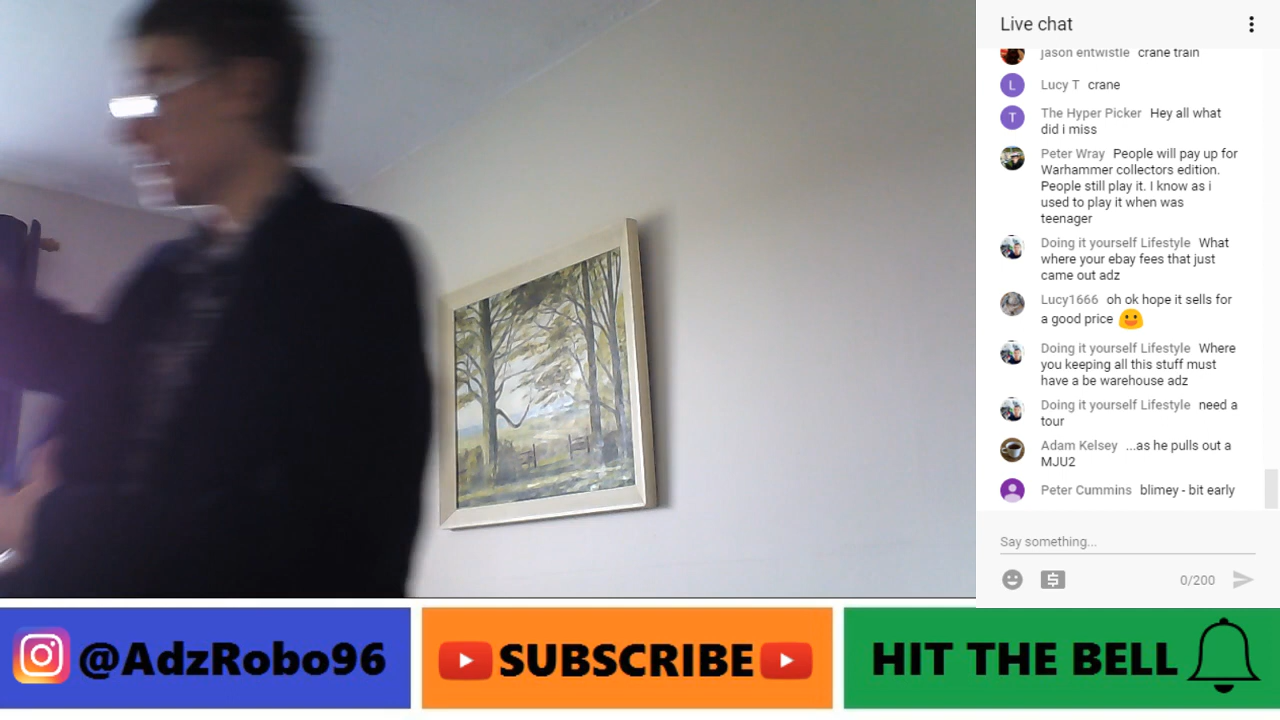 Live chat
jason entwistle crane train
Lucy T crane
L
The Hyper Picker Hey all what
did i miss
T
Peter Wray People will pay up for
Warhammer collectors edition.
People still play it. I know as i
used to play it when was
teenager
Doing it yourself Lifestyle What
where your ebay fees that just
came out adz
Lucy1666 oh ok hope it sells for
a good price
Doing it yourself Lifestyle Where
you keeping all this stuff must
have a be warehouse adz
Doing it yourself Lifestyle need a
tour
Adam Kelsey ...as he pulls out a
MJU2
Peter Cummins blimey - bit early
Say something...
0/200
@AdzRobo96
SUBSCRIBE
HIT THE BELL